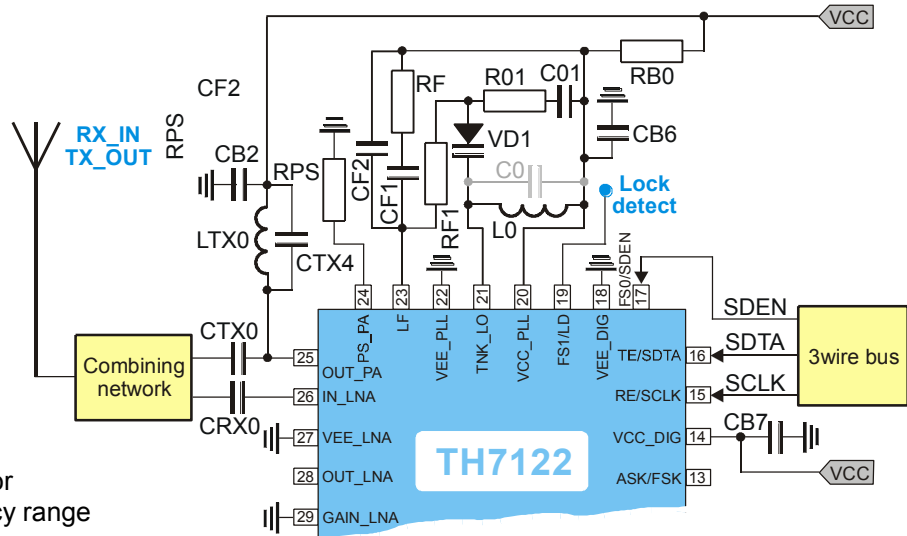 VCC
RB0
CF2
RF
R01
C01
RX_IN
TX_OUT
RPS
CB2
RPS
CF2
CF1
RF1
VD1
C0
L0
CB6
Lock
detect
LTX0
CTX4
24
23
22
21
20
19
18
17
PS_PA
LF
VEE_PLL
TNK_LO
VCC_PLL
FS1/LD
VEE_DIG
FS0/SDEN
SDEN
SDTA
SCLK
3wire bus
Combining
network
CTX0
CRX0
25
OUT_PA
26
IN_LNA
27
VEE_LNA
28
OUT_LNA
29
GAIN_LNA
TE/SDTA
16
RE/SCLK
15
VCC_DIG
14
ASK/FSK
13
CB7
VCC
TH7122
or
cy range